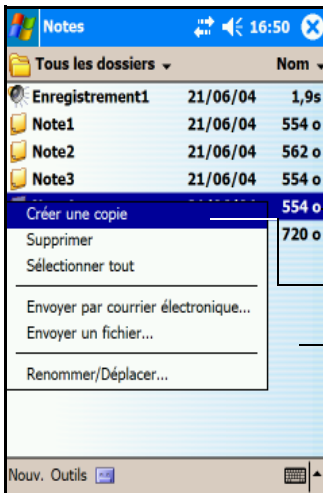 Notes 16:50
Tous les dossiers Nom
Enregistrement1 21/06/04 1,9s
Note1 21/06/04 554 o
Note2 21/06/04 562 o
Note3 21/06/04 554 o
554 o
Créer une copie
720 o
Supprimer
Sélectionner tout
Envoyer par courrier électronique...
Envoyer un fichier...
Renommer/Déplacer...
Nouv. Outils